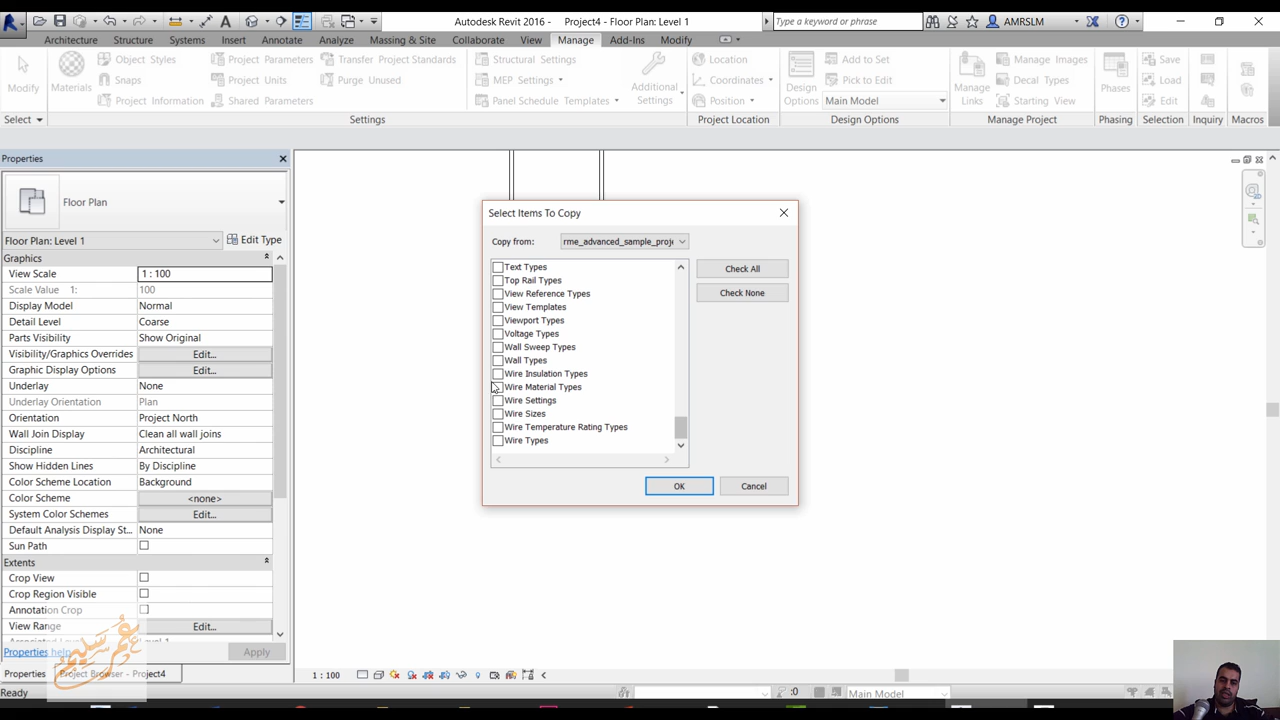 Autodesk Revit 2016 - Project4 - Floor Plan: Level 1
Type a keyword or phrase
AMRSLM
Architecture Structure Systems Insert Annotate Analyze Massing & Site Collaborate View Manage Add-Ins Modify
Modify
Select
Materials
Object Styles
Snaps
Project Information
Project Parameters
Project Units
Shared Parameters
Transfer Project Standards
Purge Unused
Structural Settings
MEP Settings
Panel Schedule Templates
Additional
Settings
Settings
Location
Coordinates
Position
Project Location
Design
Options
Add to Set
Pick to Edit
Main Model
Design Options
Manage
Links
Manage Images
Decal Types
Starting View
Manage Project
Phases
Phasing
Save
Load
Edit
Selection
Inquiry
Macros
Properties
Floor Plan
Floor Plan: Level 1
Edit Type
Graphics
View Scale 1 : 100
Scale Value 1: 100
Display Model Normal
Detail Level Coarse
Parts Visibility Show Original
Visibility/Graphics Overrides Edit...
Graphic Display Options Edit...
Underlay None
Underlay Orientation Plan
Orientation Project North
Wall Join Display Clean all wall joins
Discipline Architectural
Show Hidden Lines By Discipline
Color Scheme Location Background
Color Scheme <none>
System Color Schemes Edit...
Default Analysis Display St... None
Sun Path
Extents
Crop View
Crop Region Visible
Annotation Crop
View Range Edit...
Properties help
Apply
Properties
Project Browser - Project4
Ready
Select Items To Copy
Copy from: rme_advanced_sample_proje
Text Types
Top Rail Types
View Reference Types
View Templates
Viewport Types
Voltage Types
Wall Sweep Types
Wall Types
Wire Insulation Types
Wire Material Types
Wire Settings
Wire Sizes
Wire Temperature Rating Types
Wire Types
Check All
Check None
OK
Cancel
1 : 100
:0
Main Model